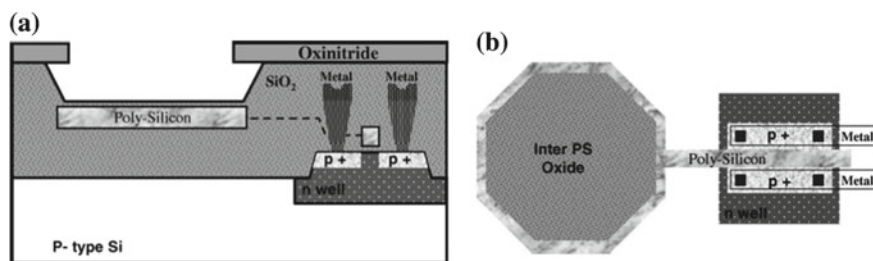 (a)
Oxinitride
SiO₂
Metal Metal
Poly-Silicon
p + p +
n well
P- type Si
(b)
Inter PS
Oxide
p +
Metal
Poly-Silicon
p +
Metal
n well